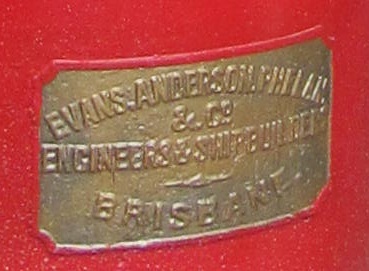 EVANS. ANDERSON. PHELAN
& CO
ENGINEERS & SHIPBUILDERS
BRISBANE